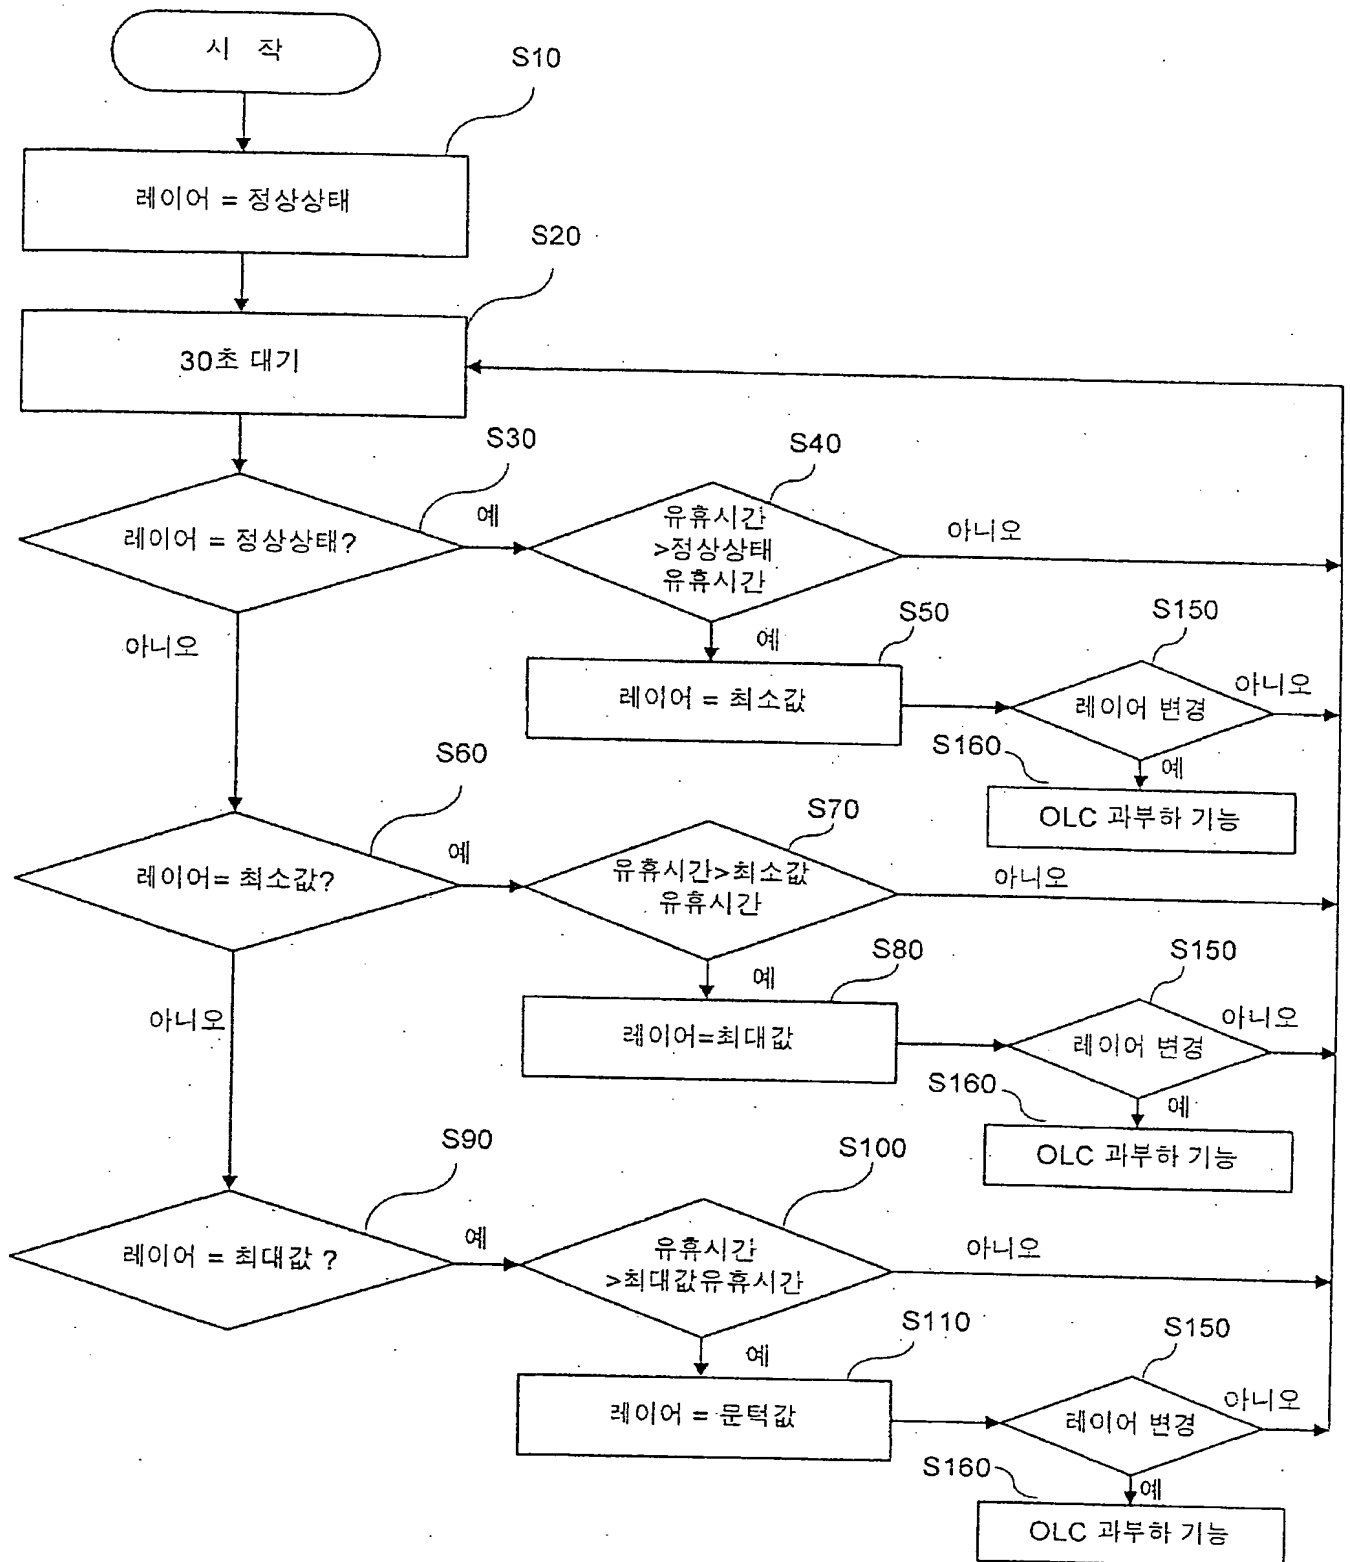 시 작
S10
레이어 = 정상상태
S20
30초 대기
S30
레이어 = 정상상태?
예
S40
유휴시간
>정상상태
유휴시간
아니오
아니오
예
S50
레이어 = 최소값
S150
레이어 변경
아니오
예
S160
OLC 과부하 기능
S60
레이어= 최소값?
예
S70
유휴시간>최소값
유휴시간
아니오
아니오
예
S80
레이어=최대값
S150
레이어 변경
아니오
예
S160
OLC 과부하 기능
S90
레이어 = 최대값 ?
예
S100
유휴시간
>최대값유휴시간
아니오
예
S110
레이어 = 문턱값
S150
레이어 변경
아니오
예
S160
OLC 과부하 기능